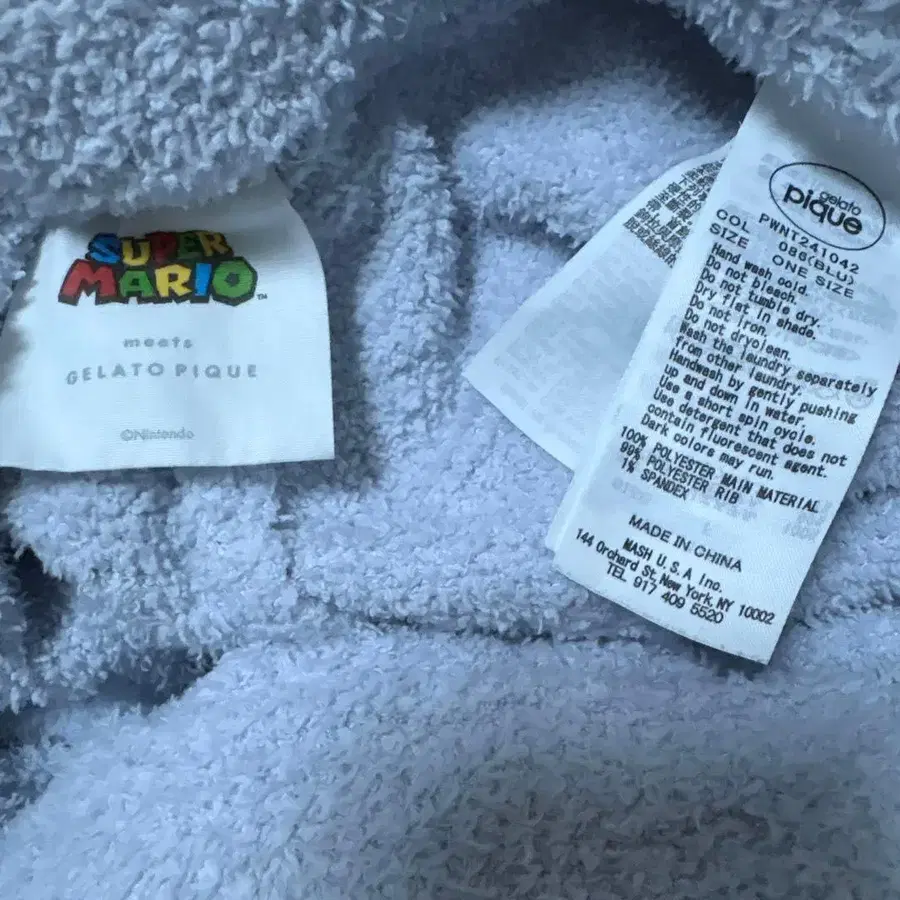 SUPER
MARIO™
meets
GELATO PIQUE
©Nintendo
gelato
pique
PWNT241042
COL 086(BLU)
SIZE ONE SIZE
Hand wash cold.
Do not bleach.
Do not tumble dry.
Dry flat in shade.
Do not iron.
Do not dryclean.
Wash the laundry separately
from other laundry.
Handwash by gently pushing
up and down in water.
Use a short spin cycle.
Use detergent that does not
contain fluorescent agent.
Dark colors may run.
100% POLYESTER MAIN MATERIAL
99% POLYESTER RIB
1% SPANDEX
MADE IN CHINA
MASH U.S.A Inc.
144 Orchard St, New York, NY 10002
TEL 917 409 5520